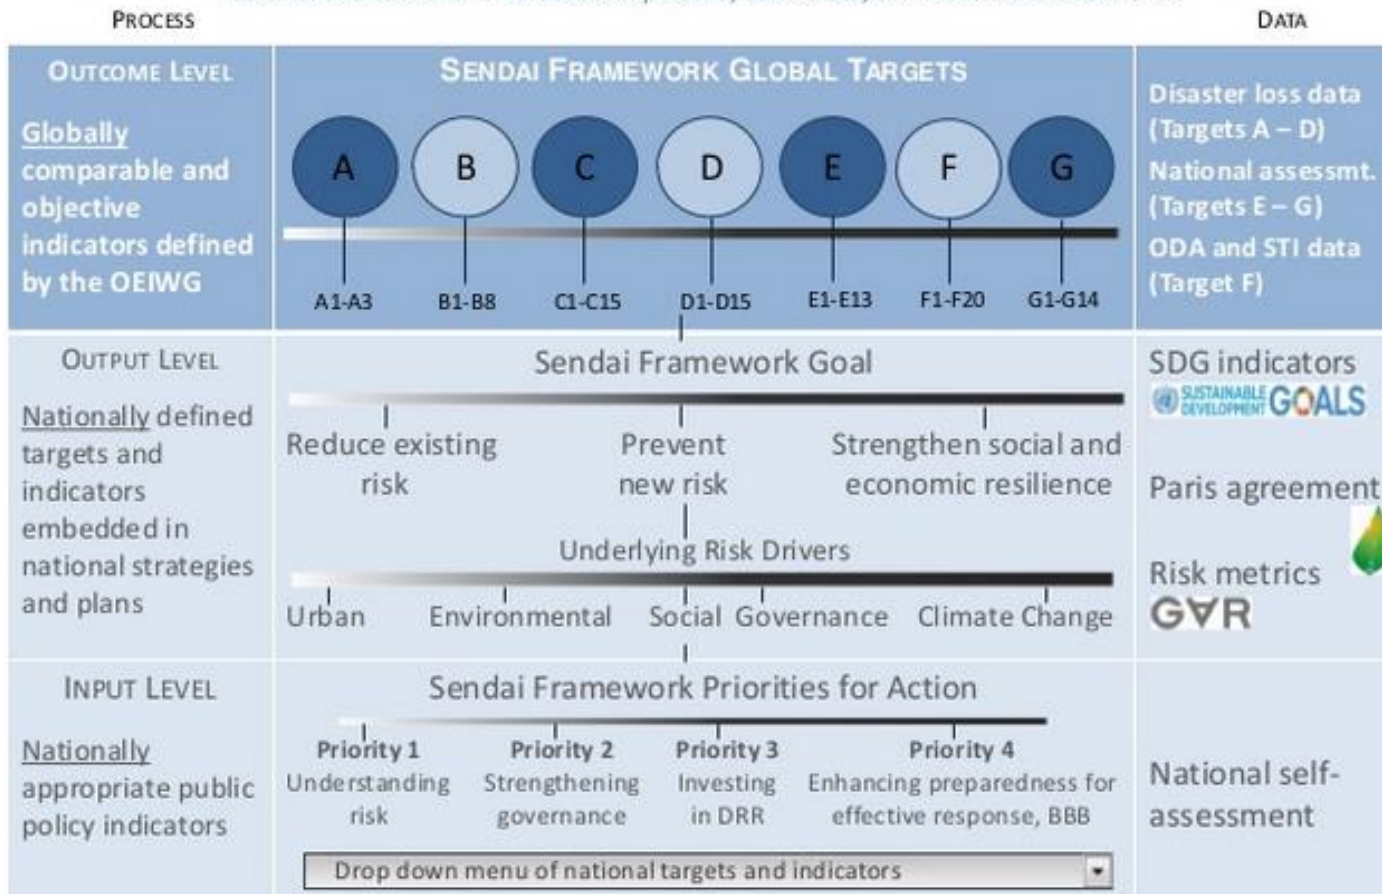 PROCESS
DATA
OUTCOME LEVEL
Globally
comparable and
objective
indicators defined
by the OEIWG
SENDAI FRAMEWORK GLOBAL TARGETS
A B C D E F G
A1-A3 B1-B8 C1-C15 D1-D15 E1-E13 F1-F20 G1-G14
Disaster loss data
(Targets A – D)
National assessmt.
(Targets E – G)
ODA and STI data
(Target F)
OUTPUT LEVEL
Nationally defined
targets and
indicators
embedded in
national strategies
and plans
Sendai Framework Goal
Reduce existing
risk
Prevent
new risk
Strengthen social and
economic resilience
Underlying Risk Drivers
Urban Environmental Social Governance Climate Change
SDG indicators
SUSTAINABLE
DEVELOPMENT GOALS
Paris agreement
Risk metrics
G∀R
INPUT LEVEL
Nationally
appropriate public
policy indicators
Sendai Framework Priorities for Action
Priority 1
Understanding
risk
Priority 2
Strengthening
governance
Priority 3
Investing
in DRR
Priority 4
Enhancing preparedness for
effective response, BBB
Drop down menu of national targets and indicators
National self-
assessment